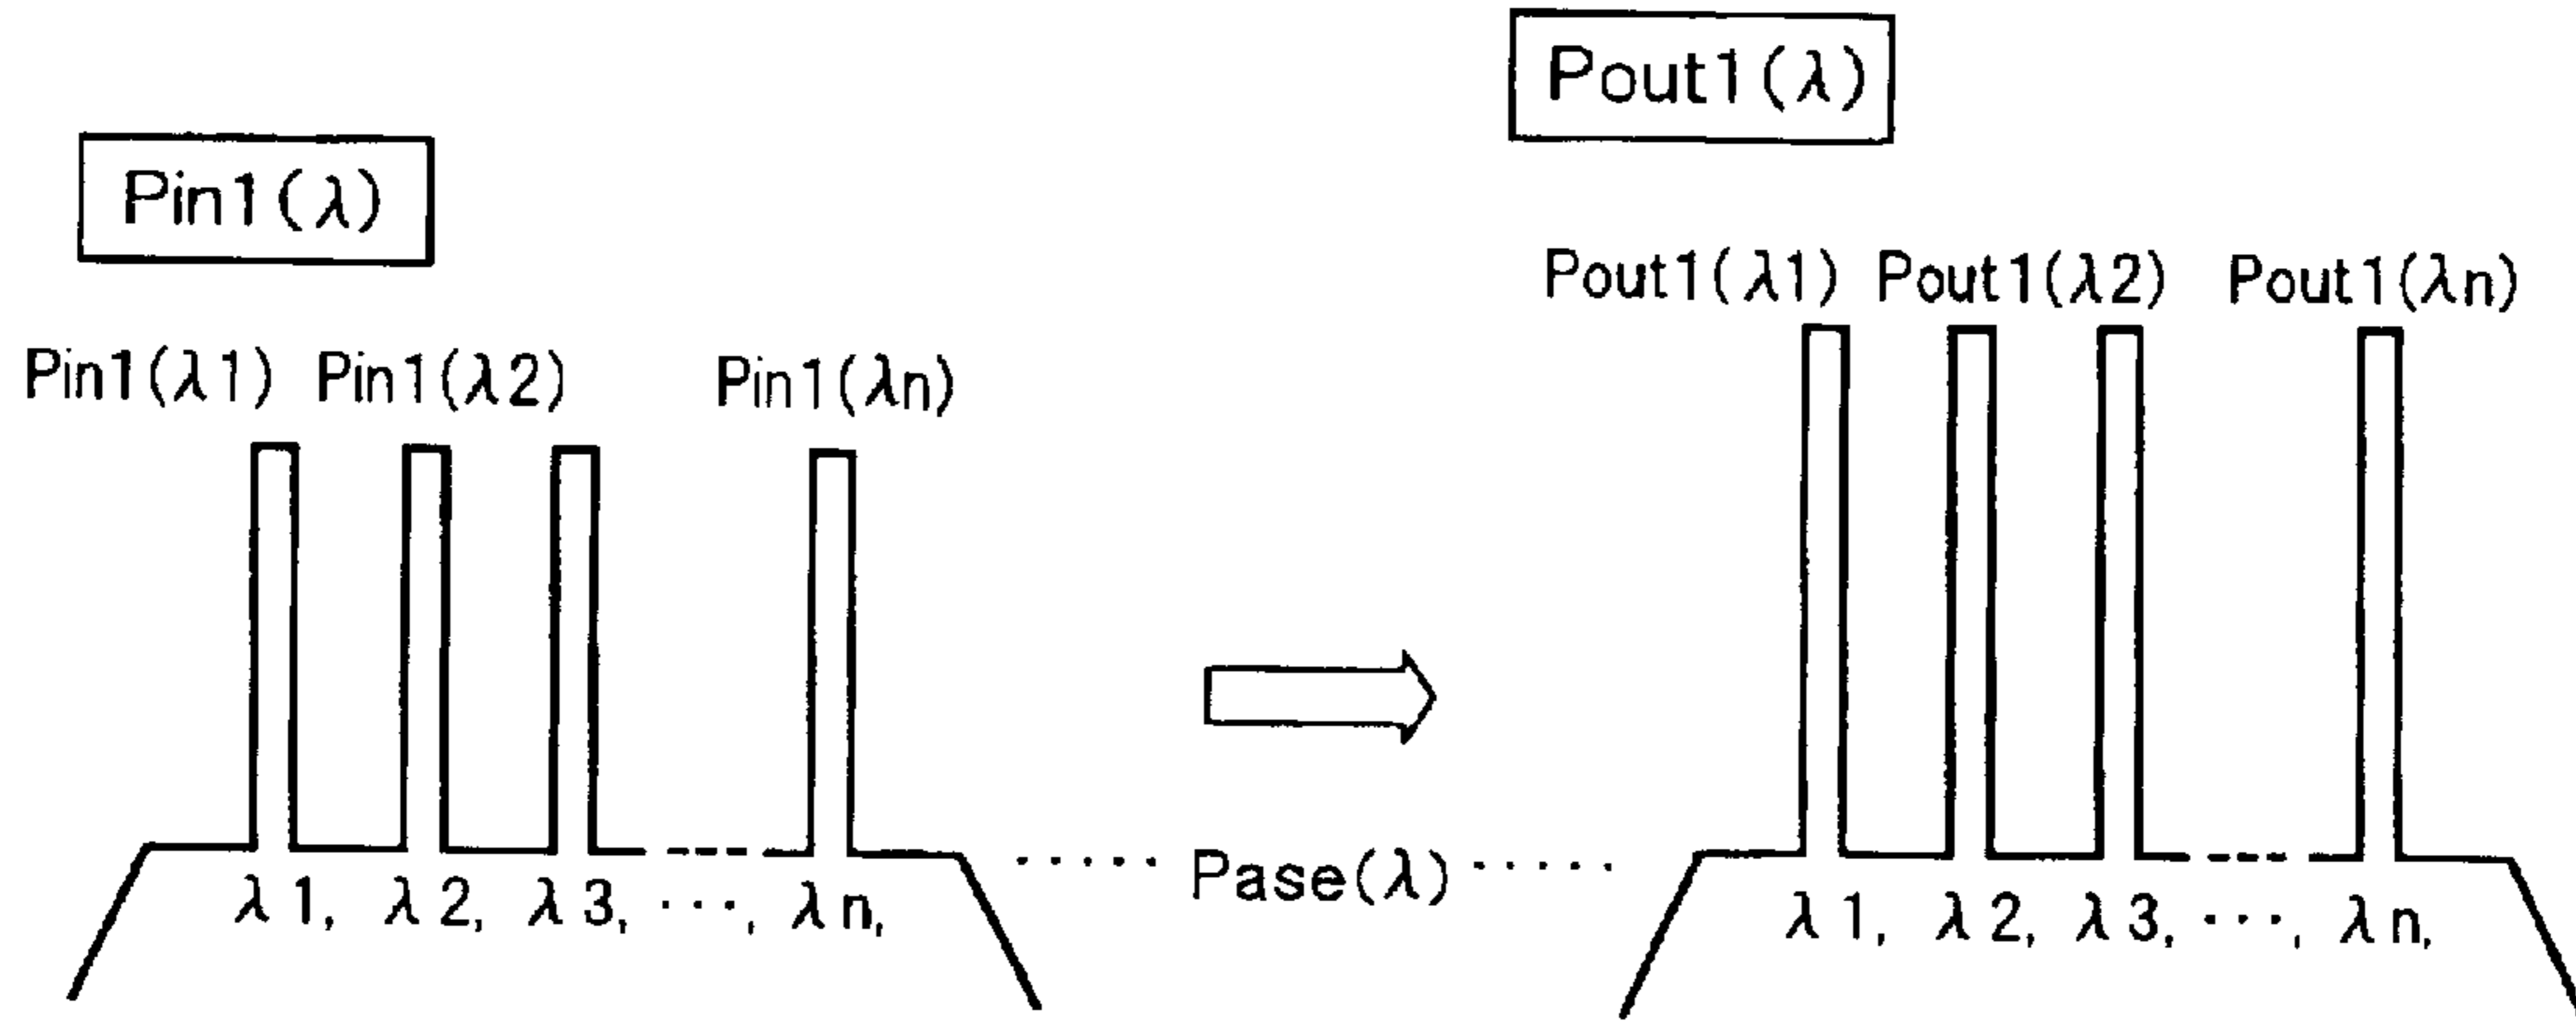 Pout1(λ)
Pin1(λ)
Pout1(λ1) Pout1(λ2) Pout1(λn)
Pin1(λ1) Pin1(λ2) Pin1(λn)
····· Pase(λ) ·····
λ1, λ2, λ3, ···, λn,
λ1, λ2, λ3, ···, λn,